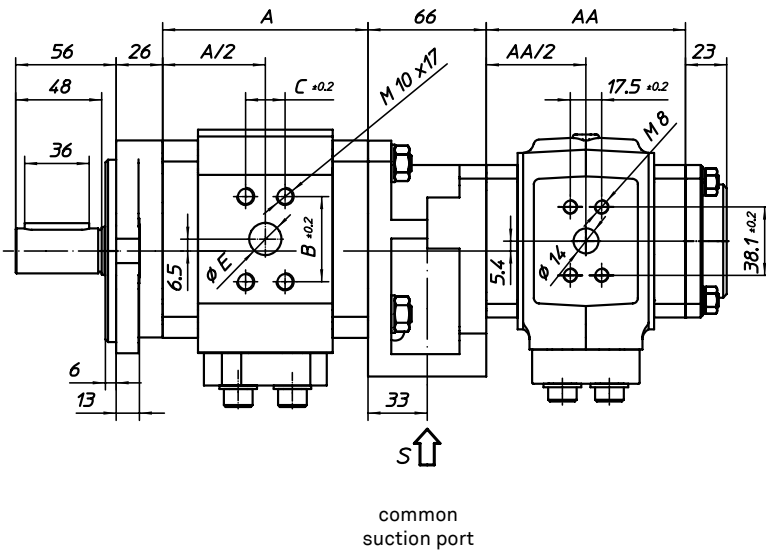 A
66
AA
56
26
A/2
AA/2
23
48
C ±0.2
M 10 x17
17.5 ±0.2
M 8
36
6.5
Ø E
B ±0.2
5.4
Ø 14
38.1 ±0.2
6
13
33
S
common
suction port